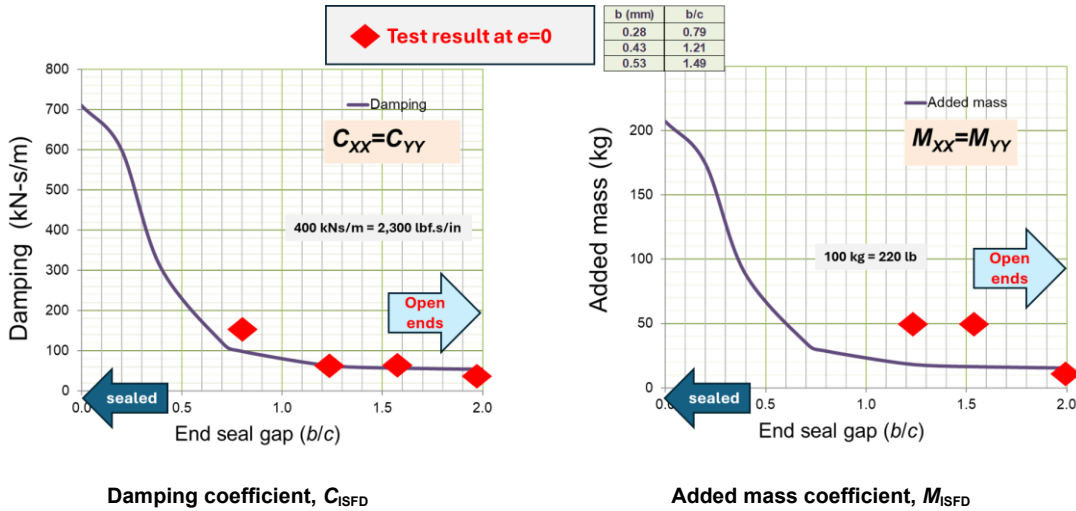 Test result at e=0
b (mm) b/c
0.28 0.79
0.43 1.21
0.53 1.49
800
700
600
500
400
300
200
100
0
Damping (kN-s/m)
Damping
CXX=CYY
400 kNs/m = 2,300 lbf.s/in
Open
ends
sealed
0.0 0.5 1.0 1.5 2.0
End seal gap (b/c)
Damping coefficient, CISFD
200
150
100
50
0
Added mass (kg)
Added mass
MXX=MYY
100 kg = 220 lb
Open
ends
sealed
0.0 0.5 1.0 1.5 2.0
End seal gap (b/c)
Added mass coefficient, MISFD